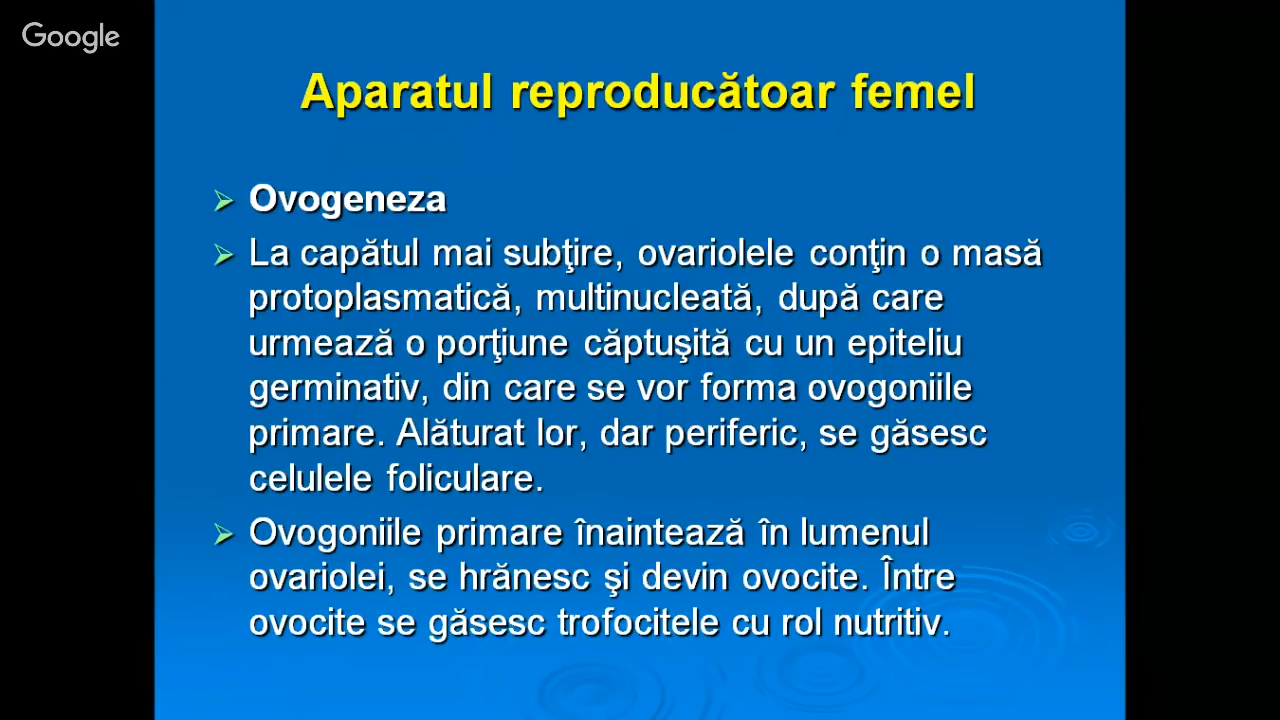 Google
Aparatul reproducătoar femel
Ovogeneza
La capătul mai subţire, ovariolele conţin o masă
protoplasmatică, multinucleată, după care
urmează o porţiune căptuşită cu un epiteliu
germinativ, din care se vor forma ovogoniile
primare. Alăturat lor, dar periferic, se găsesc
celulele foliculare.
Ovogoniile primare înaintează în lumenul
ovariolei, se hrănesc şi devin ovocite. Între
ovocite se găsesc trofocitele cu rol nutritiv.